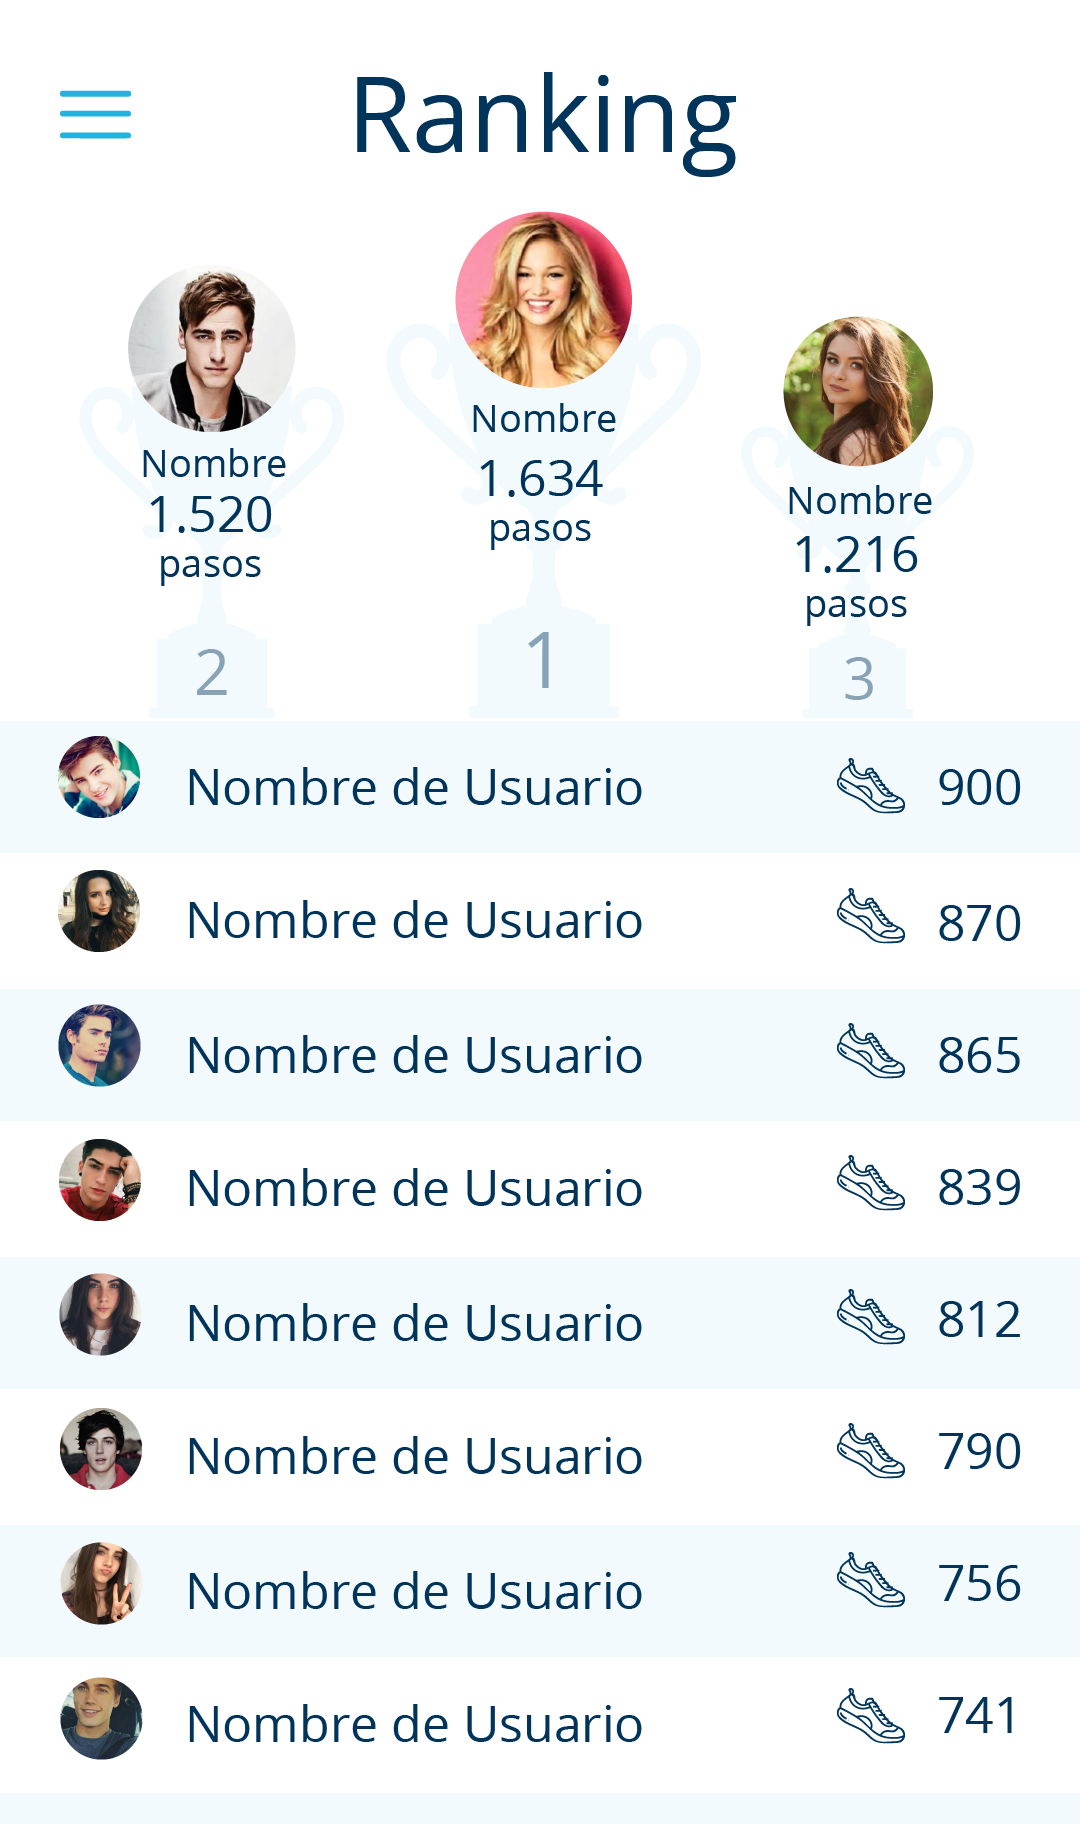 Ranking
Nombre
1.520
pasos
2
Nombre
1.634
pasos
1
Nombre
1.216
pasos
3
Nombre de Usuario 900
Nombre de Usuario 870
Nombre de Usuario 865
Nombre de Usuario 839
Nombre de Usuario 812
Nombre de Usuario 790
Nombre de Usuario 756
Nombre de Usuario 741